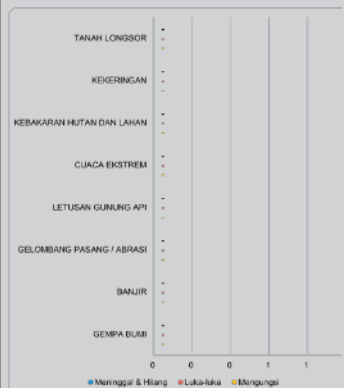 TANAH LONGSOR
KEKERINGAN
KEBAKARAN HUTAN DAN LAHAN
CUACA EKSTREM
LETUSAN GUNUNG API
GELOMBANG PASANG / ABRASI
BANJIR
GEMPA BUMI
0 0 0 1 1
Meninggal & Hilang Luka-luka Mengungsi